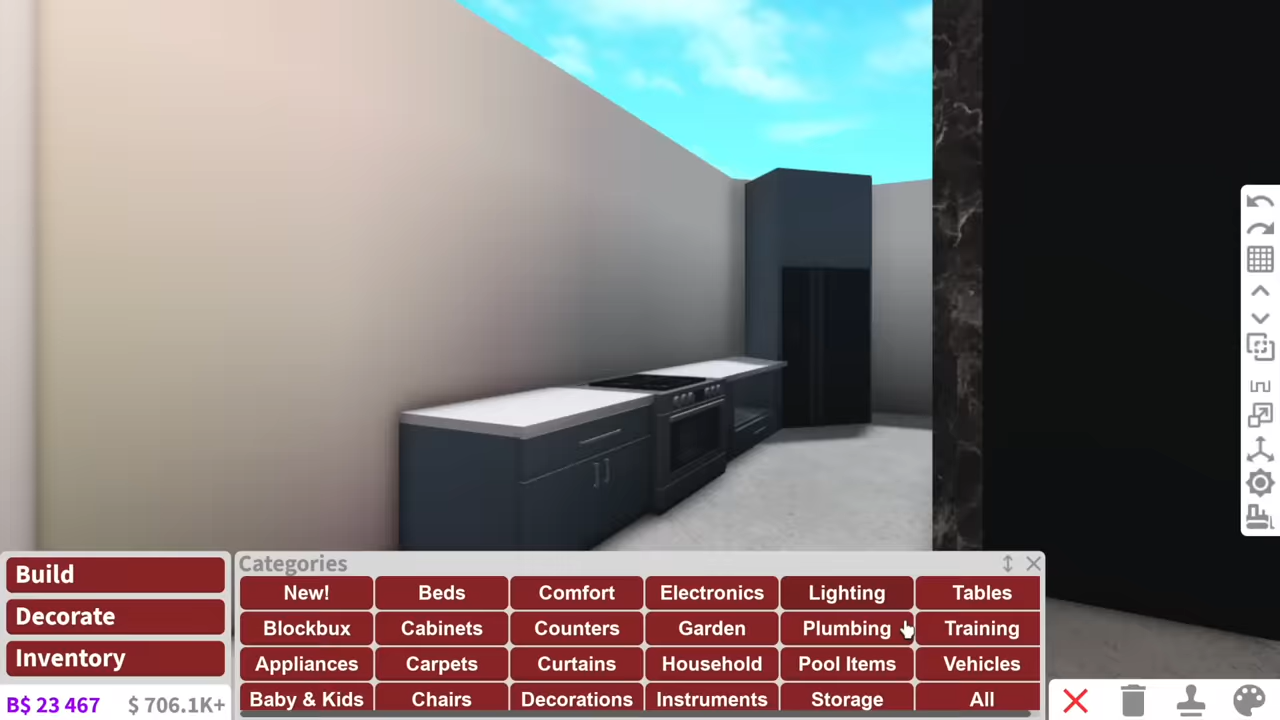 Build
Decorate
Inventory
B$ 23 467 $ 706.1K+
Categories
New! Beds Comfort Electronics Lighting Tables
Blockbux Cabinets Counters Garden Plumbing Training
Appliances Carpets Curtains Household Pool Items Vehicles
Baby & Kids Chairs Decorations Instruments Storage All